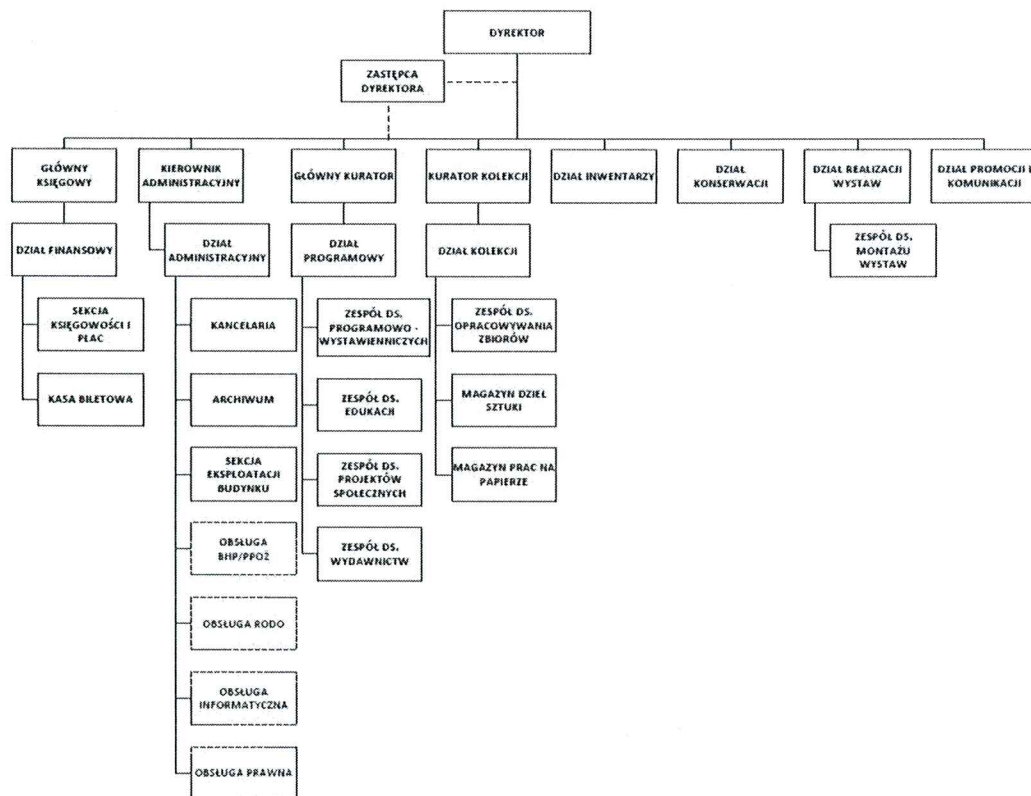 DYREKTOR
ZASTĘPCA
DYREKTORA
GŁÓWNY
KSIĘGOWY
KIEROWNIK
ADMINISTRACYJNY
GŁÓWNY KURATOR
KURATOR KOLEKCJI
DZIAŁ INWENTARZY
DZIAŁ
KONSERWACJI
DZIAŁ REALIZACJI
WYSTAW
DZIAŁ PROMOCJI I
KOMUNIKACJI
DZIAŁ FINANSOWY
DZIAŁ
ADMINISTRACYJNY
DZIAŁ
PROGRAMOWY
DZIAŁ KOLEKCJI
ZESPÓŁ DS.
MONTAŻU
WYSTAW
SEKCJA
KSIĘGOWOŚCI I
PŁAC
KANCELARIA
ZESPÓŁ DS.
PROGRAMOWO -
WYSTAWIENNICZYCH
ZESPÓŁ DS.
OPRACOWYWANIA
ZBIORÓW
KASA BILETOWA
ARCHIWUM
ZESPÓŁ DS.
EDUKACJI
MAGAZYN DZIEŁ
SZTUKI
SEKCJA
EKSPLOATACJI
BUDYNKU
ZESPÓŁ DS.
PROJEKTÓW
SPOŁECZNYCH
MAGAZYN PRAC NA
PAPIERZE
OBSŁUGA
BHP/PPOŻ
ZESPÓŁ DS.
WYDAWNICTW
OBSŁUGA RODO
OBSŁUGA
INFORMATYCZNA
OBSŁUGA PRAWNA